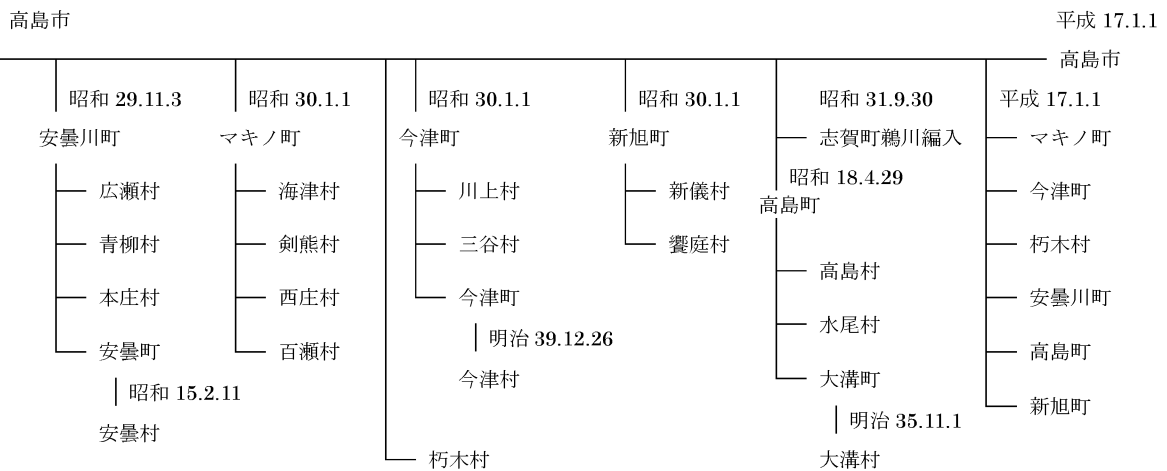 高島市
平成 17.1.1
高島市
昭和 29.11.3
安曇川町
広瀬村
青柳村
本庄村
安曇町
昭和 15.2.11
安曇村
昭和 30.1.1
マキノ町
海津村
剣熊村
西庄村
百瀬村
朽木村
昭和 30.1.1
今津町
川上村
三谷村
今津町
明治 39.12.26
今津村
昭和 30.1.1
新旭町
新儀村
饗庭村
昭和 31.9.30
志賀町鵜川編入
昭和 18.4.29
高島町
高島村
水尾村
大溝町
明治 35.11.1
大溝村
平成 17.1.1
マキノ町
今津町
朽木村
安曇川町
高島町
新旭町